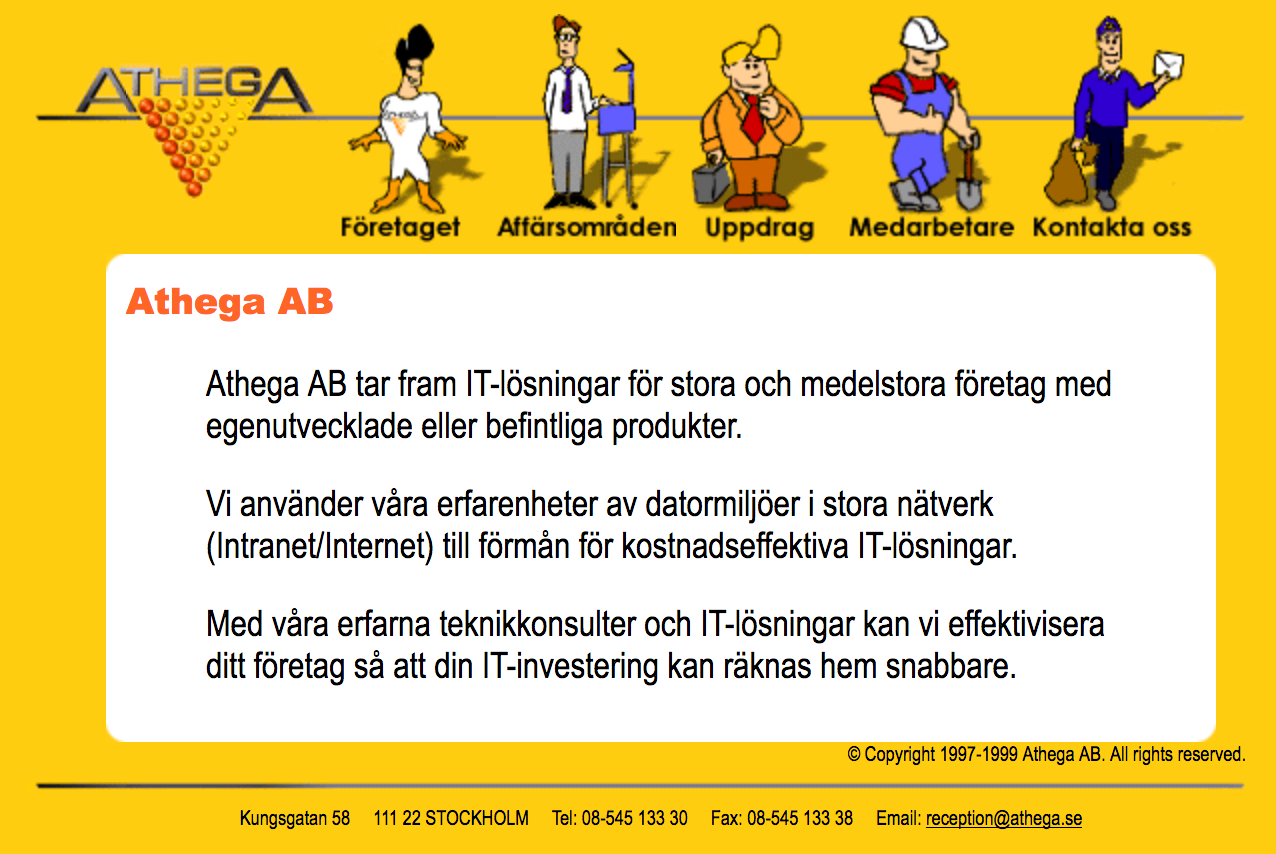 ATHEGA
ATHEGA
Företaget
Affärsområden
Uppdrag
Medarbetare
Kontakta oss
Athega AB
Athega AB tar fram IT-lösningar för stora och medelstora företag med
egenutvecklade eller befintliga produkter.
Vi använder våra erfarenheter av datormiljöer i stora nätverk
(Intranet/Internet) till förmån för kostnadseffektiva IT-lösningar.
Med våra erfarna teknikkonsulter och IT-lösningar kan vi effektivisera
ditt företag så att din IT-investering kan räknas hem snabbare.
© Copyright 1997-1999 Athega AB. All rights reserved.
Kungsgatan 58 111 22 STOCKHOLM Tel: 08-545 133 30 Fax: 08-545 133 38 Email: reception@athega.se